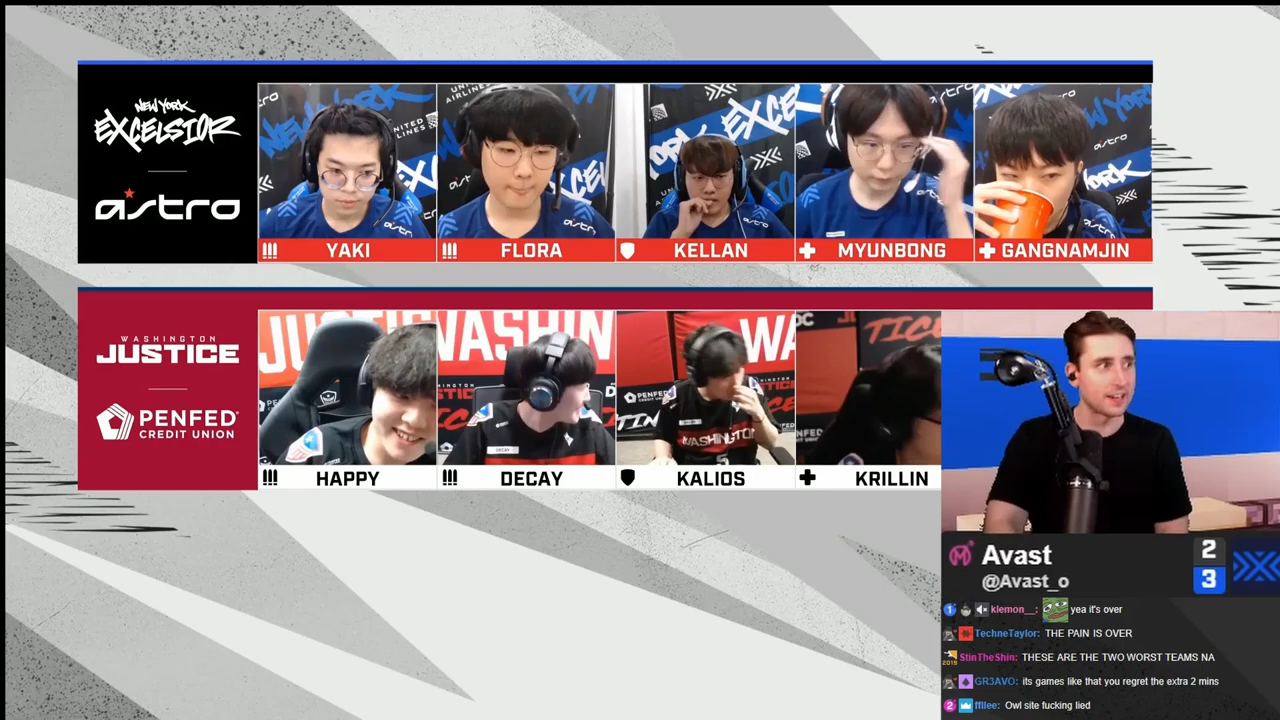 NEW YORK
EXCELSIOR
astro
YAKI
FLORA
KELLAN
MYUNBONG
GANGNAMJIN
WASHINGTON
JUSTICE
PENFED
CREDIT UNION
HAPPY
DECAY
KALIOS
KRILLIN
Avast
@Avast_o
2
3
klemon__: yea it's over
TechneTaylor: THE PAIN IS OVER
StinTheShin: THESE ARE THE TWO WORST TEAMS NA
GR3AVO: its games like that you regret the extra 2 mins
ffllee: Owl site fucking lied